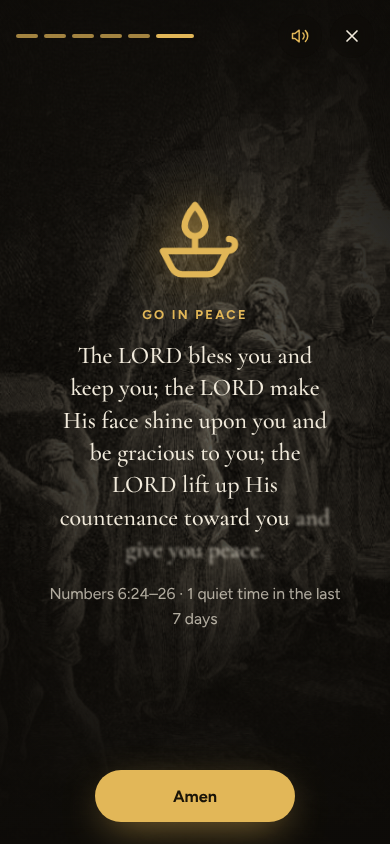 GO IN PEACE
The LORD bless you and
keep you; the LORD make
His face shine upon you and
be gracious to you; the
LORD lift up His
countenance toward you and
give you peace.
Numbers 6:24–26 · 1 quiet time in the last
7 days
Amen